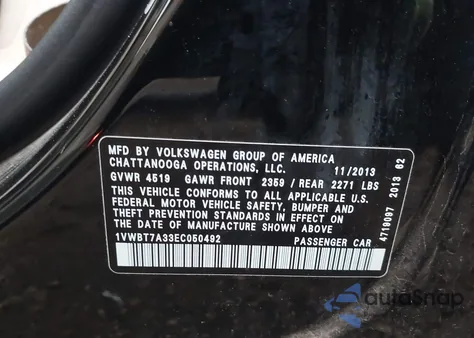 MFD BY VOLKSWAGEN GROUP OF AMERICA
CHATTANOOGA OPERATIONS, LLC. 11/2013
GVWR 4519 GAWR FRONT 2359 / REAR 2271 LBS
THIS VEHICLE CONFORMS TO ALL APPLICABLE U.S.
FEDERAL MOTOR VEHICLE SAFETY, BUMPER AND
THEFT PREVENTION STANDARDS IN EFFECT ON
THE DATE OF MANUFACTURE SHOWN ABOVE
1VWBT7A33EC050492 PASSENGER CAR
4719097 2013 62
autoSnap